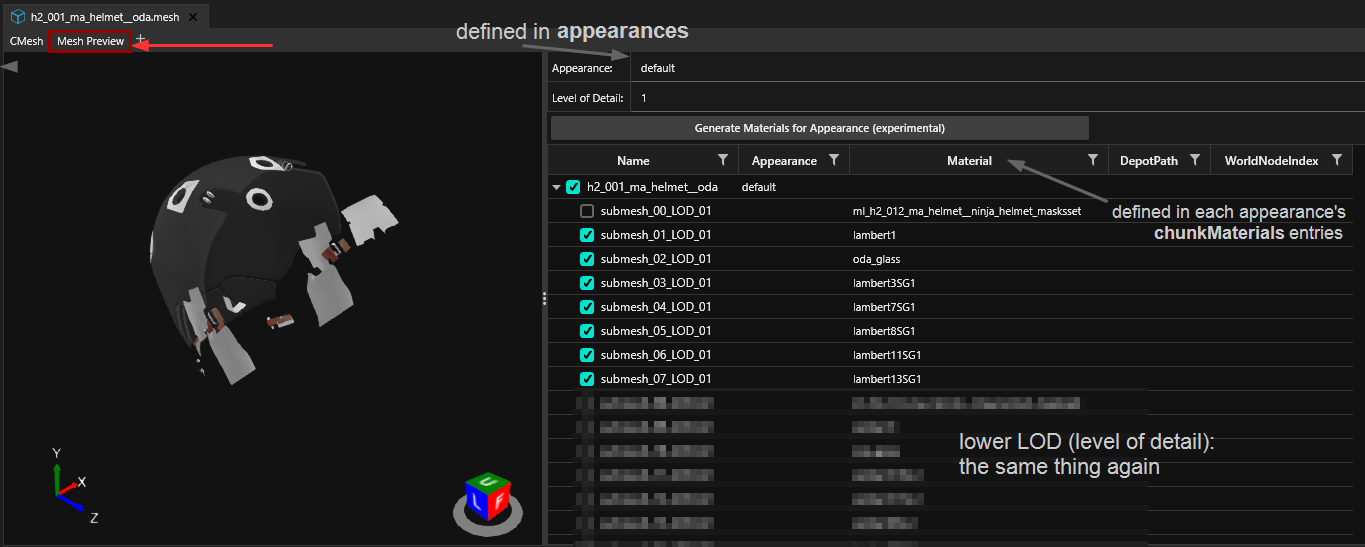 h2_001_ma_helmet__oda.mesh
defined in appearances
CMesh Mesh Preview
Appearance: default
Level of Detail: 1
Generate Materials for Appearance (experimental)
Name Appearance Material DepotPath WorldNodeIndex
h2_001_ma_helmet__oda default
submesh_00_LOD_01 ml_h2_012_ma_helmet__ninja_helmet_masksset
defined in each appearance's
chunkMaterials entries
submesh_01_LOD_01 lambert1
submesh_02_LOD_01 oda_glass
submesh_03_LOD_01 lambert3SG1
submesh_04_LOD_01 lambert7SG1
submesh_05_LOD_01 lambert8SG1
submesh_06_LOD_01 lambert11SG1
submesh_07_LOD_01 lambert13SG1
lower LOD (level of detail):
the same thing again
Y
X
Z
U
L F